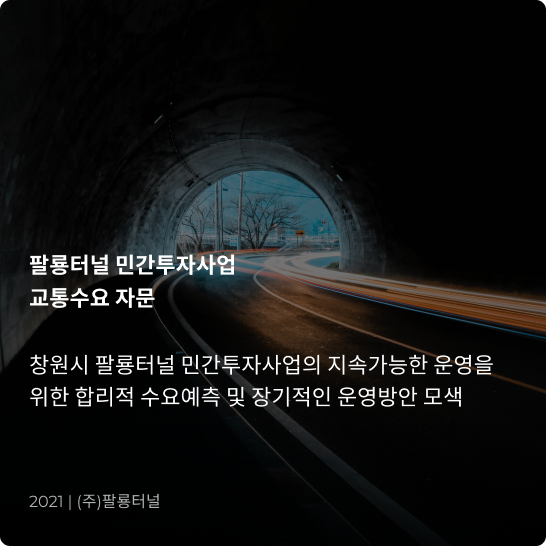 팔룡터널 민간투자사업
교통수요 자문
창원시 팔룡터널 민간투자사업의 지속가능한 운영을
위한 합리적 수요예측 및 장기적인 운영방안 모색
2021 | (주)팔룡터널